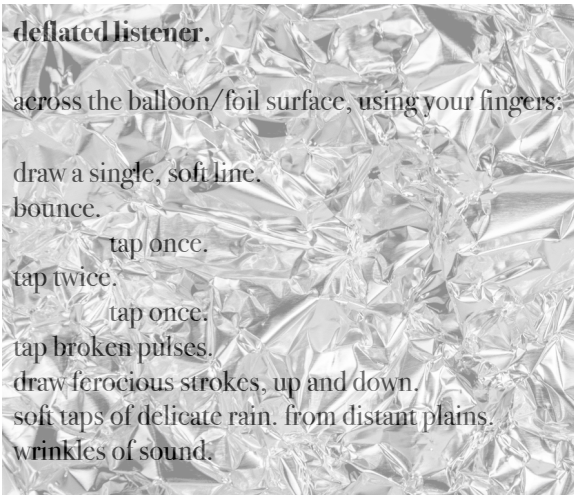 deflated listener.
across the balloon/foil surface, using your fingers:
draw a single, soft line.
bounce.
tap once.
tap twice.
tap once.
tap broken pulses.
draw ferocious strokes, up and down.
soft taps of delicate rain. from distant plains.
wrinkles of sound.